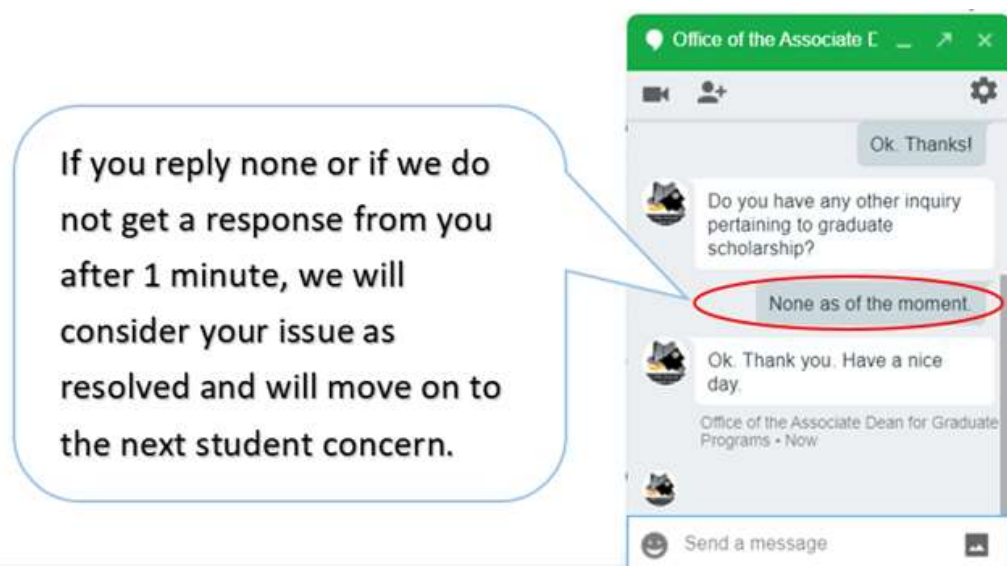 If you reply none or if we do
not get a response from you
after 1 minute, we will
consider your issue as
resolved and will move on to
the next student concern.
Office of the Associate D
Ok. Thanks!
Do you have any other inquiry
pertaining to graduate
scholarship?
None as of the moment.
Ok. Thank you. Have a nice
day.
Office of the Associate Dean for Graduate
Programs • Now
Send a message